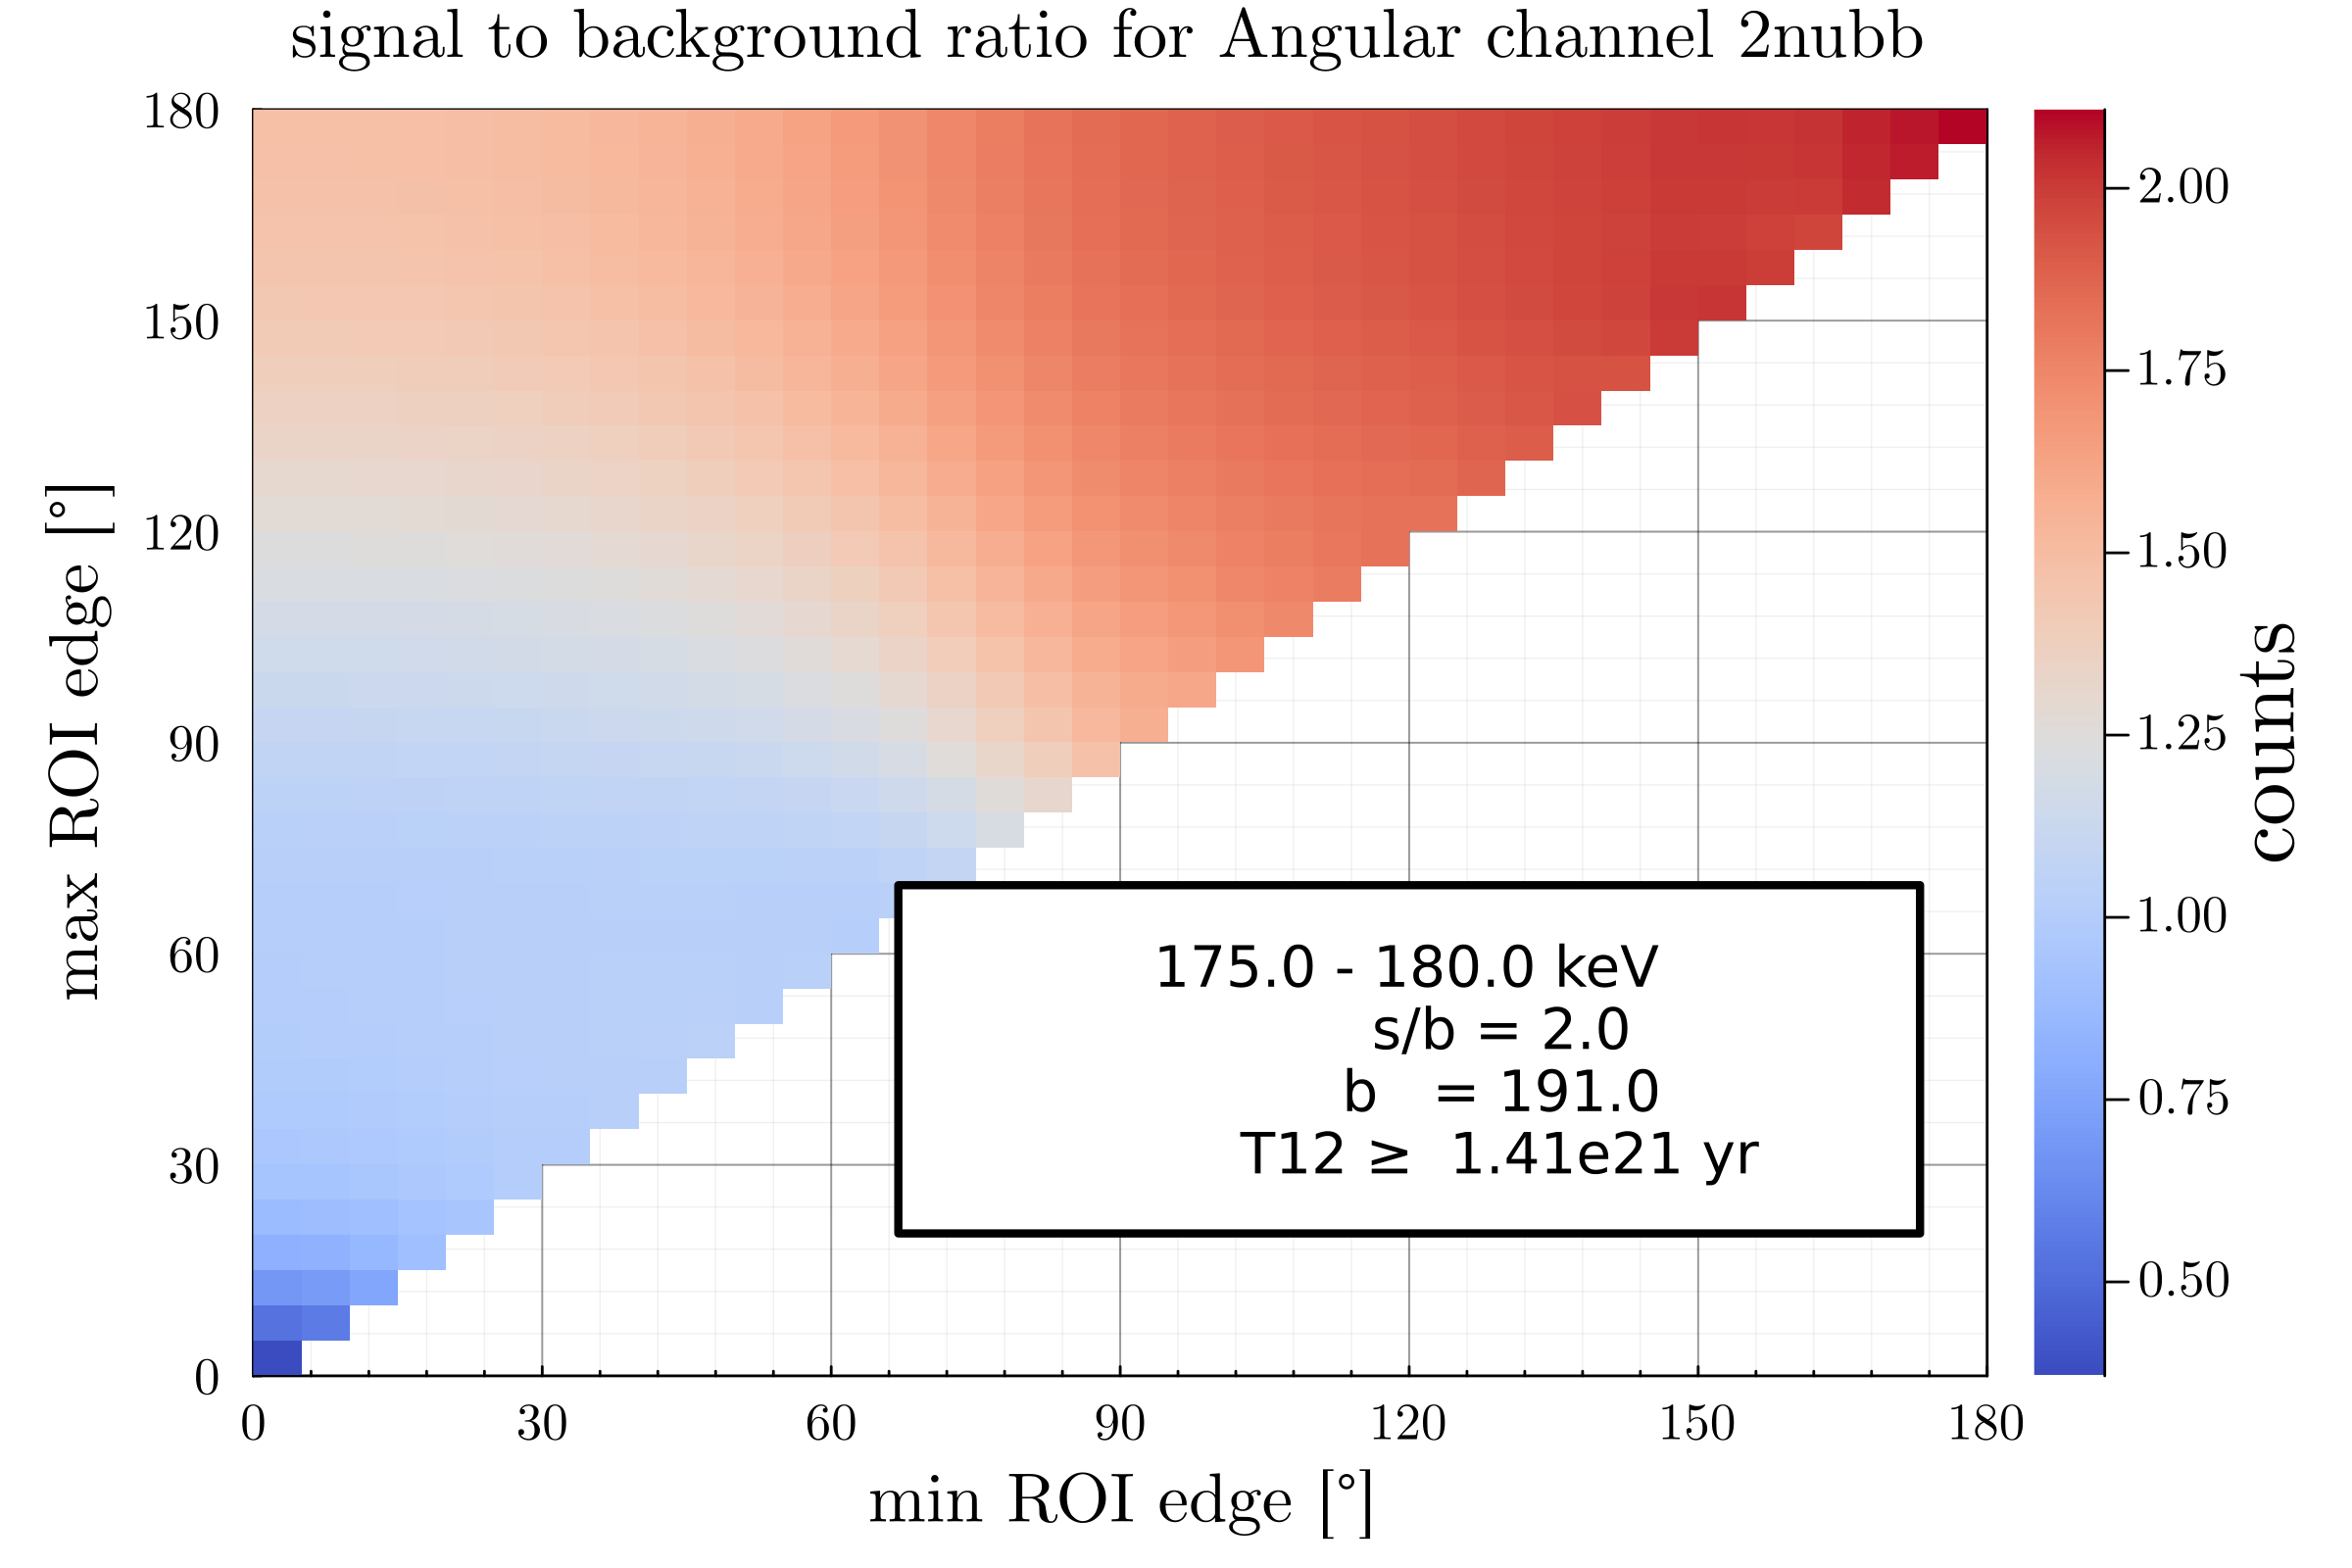 signal to background ratio for Angular channel 2nubb
180
150
120
90
60
30
0
max ROI edge [°]
0 30 60 90 120 150 180
min ROI edge [°]
175.0 - 180.0 keV
s/b = 2.0
b = 191.0
T12 ≥ 1.41e21 yr
2.00
1.75
1.50
1.25
1.00
0.75
0.50
counts